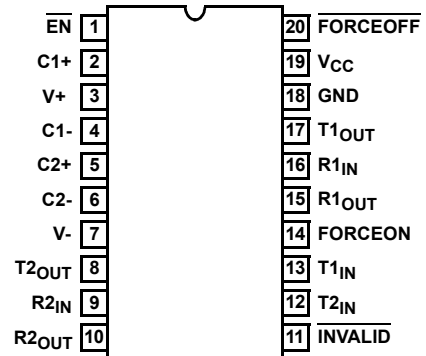 EN 1 20 FORCEOFF
C1+ 2 19 VCC
V+ 3 18 GND
C1- 4 17 T1OUT
C2+ 5 16 R1IN
C2- 6 15 R1OUT
V- 7 14 FORCEON
T2OUT 8 13 T1IN
R2IN 9 12 T2IN
R2OUT 10 11 INVALID